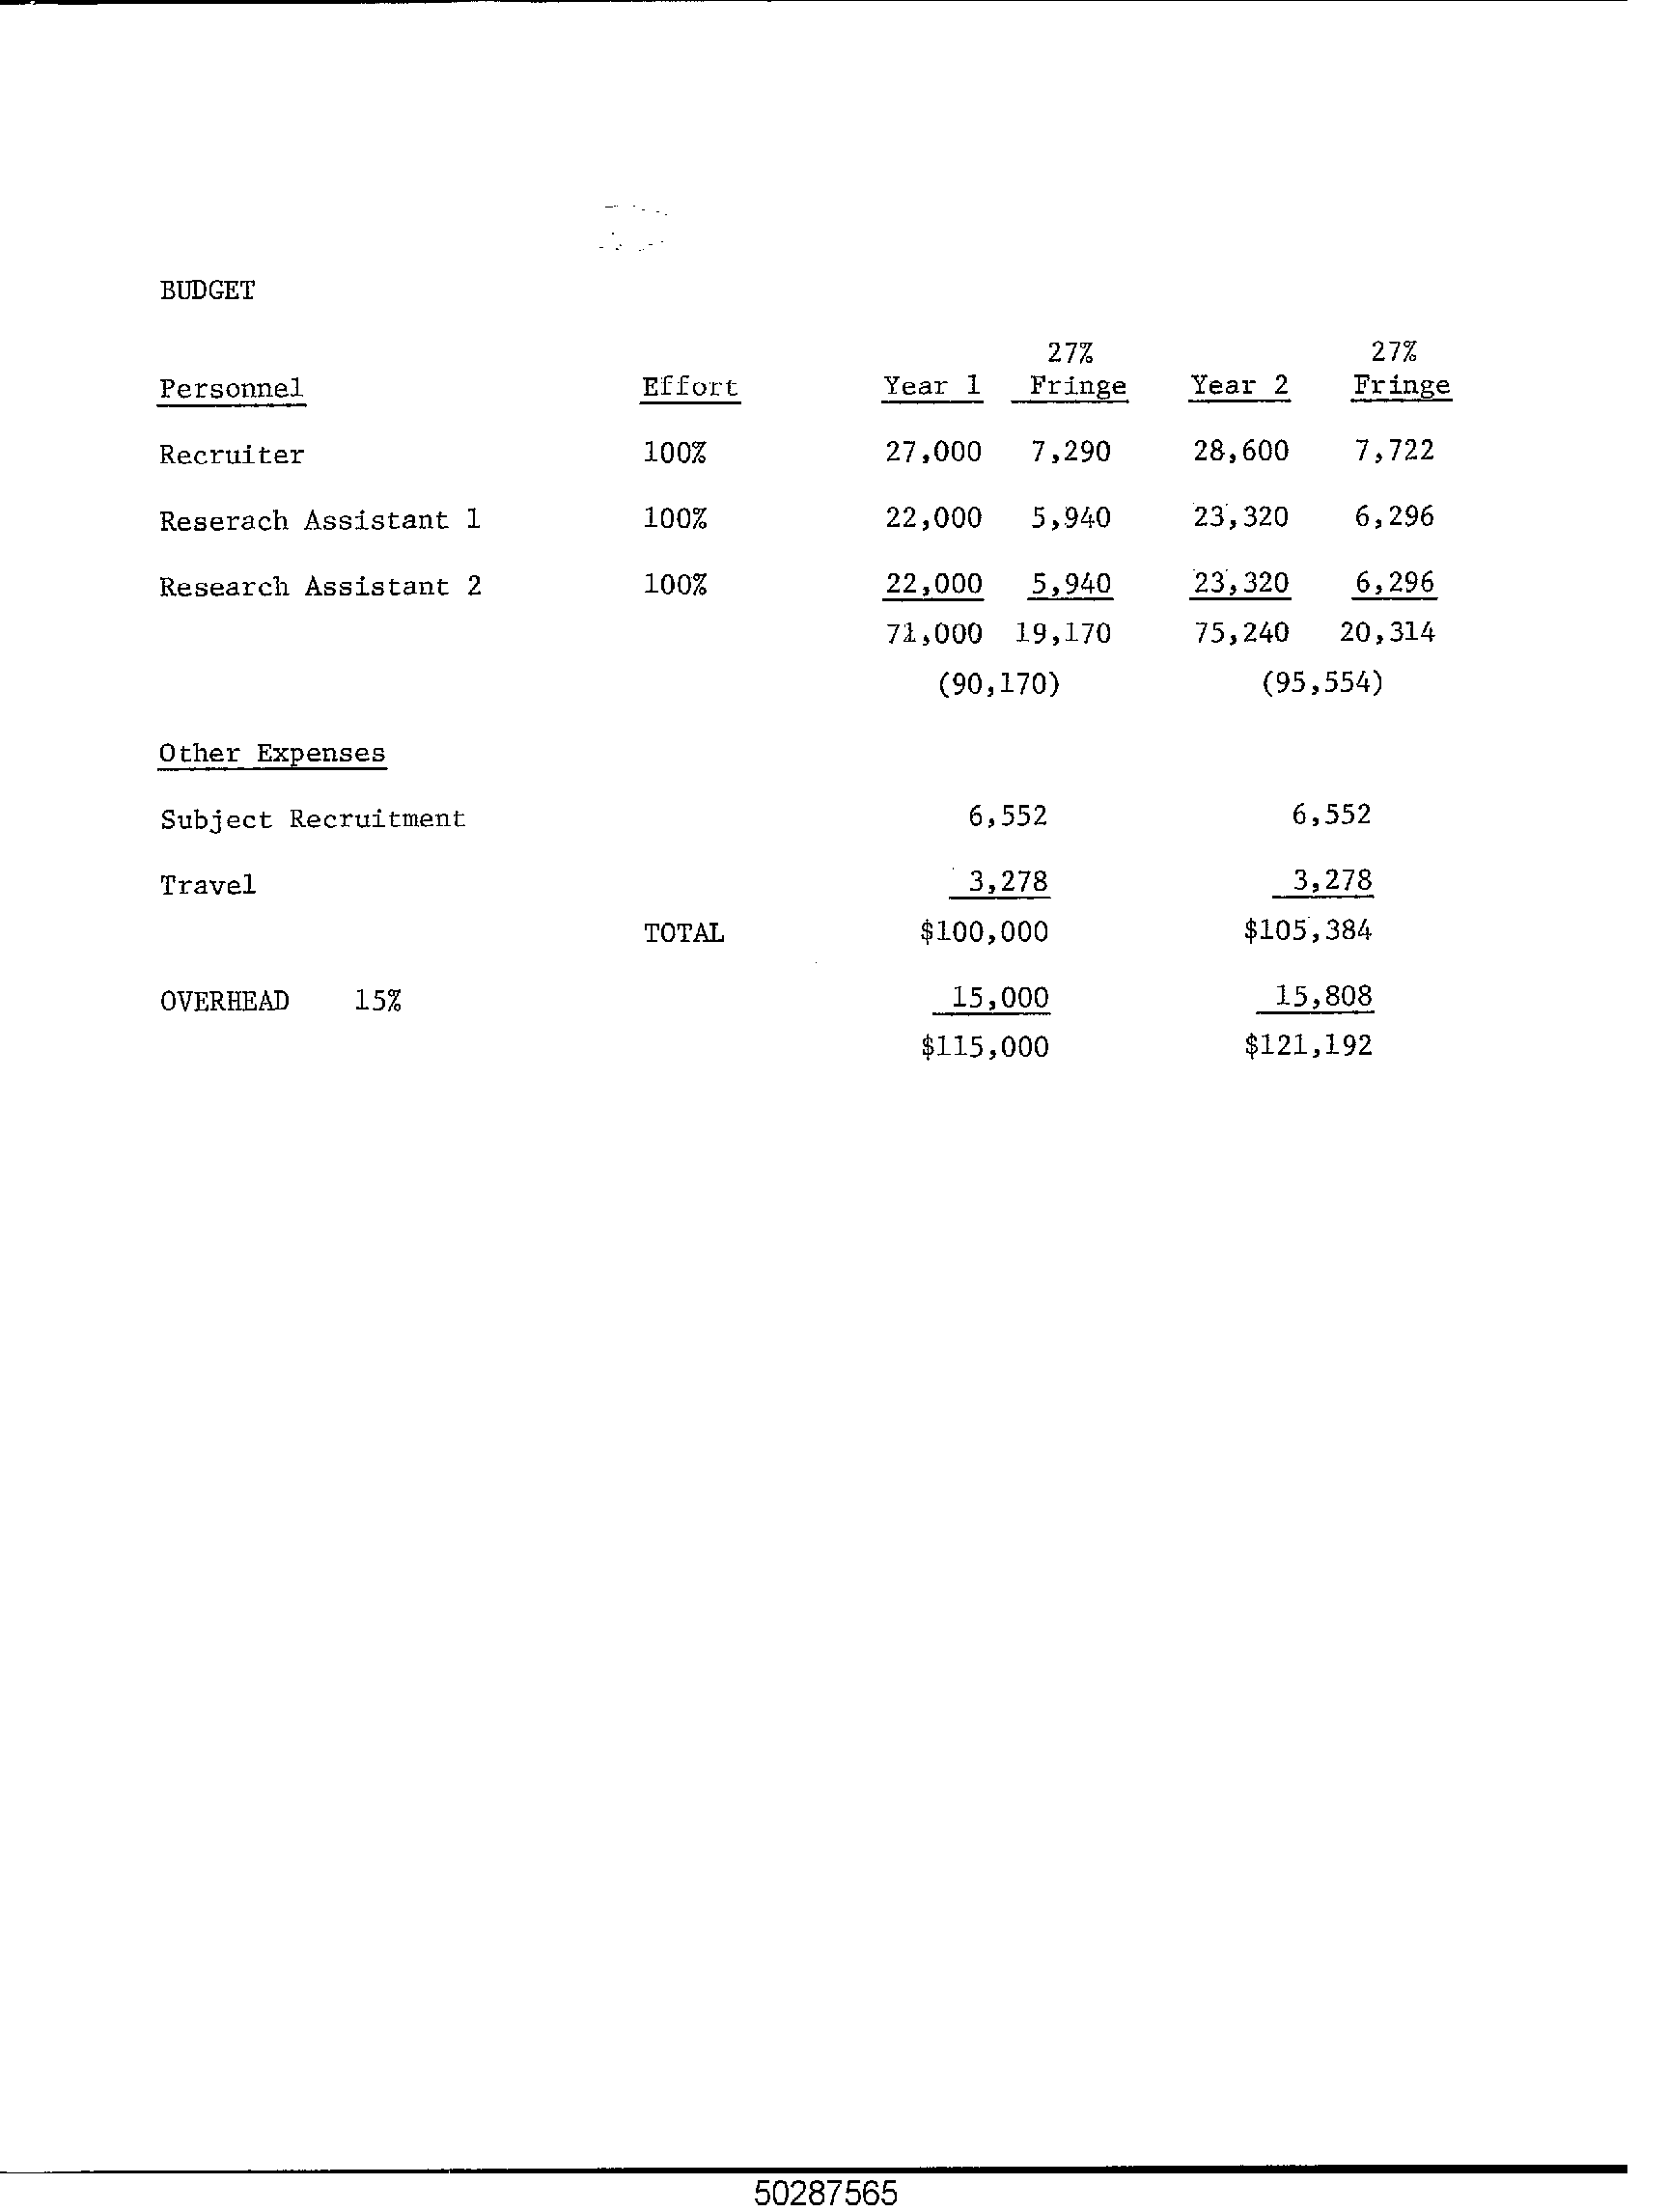 BUDGET
27% 27%
Personnel Effort Year 1 Fringe Year 2 Fringe
Recruiter 100% 27,000 7,290 28,600 7,722
Reserach Assistant 1 100% 22,000 5,940 23,320 6,296
Research Assistant 2 100% 22,000 5,940 23,320 6,296
71,000 19,170 75,240 20,314
(90,170) (95,554)
Other Expenses
Subject Recruitment 6,552 6,552
Travel 3,278 3,278
TOTAL $100,000 $105,384
OVERHEAD 15% 15,000 15,808
$115,000 $121,192
50287565